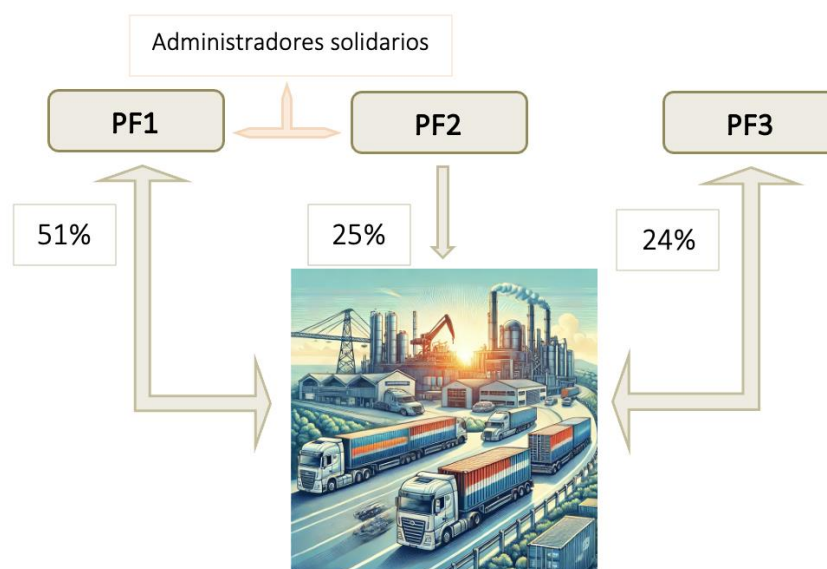 Administradores solidarios
PF1
PF2
PF3
51%
25%
24%